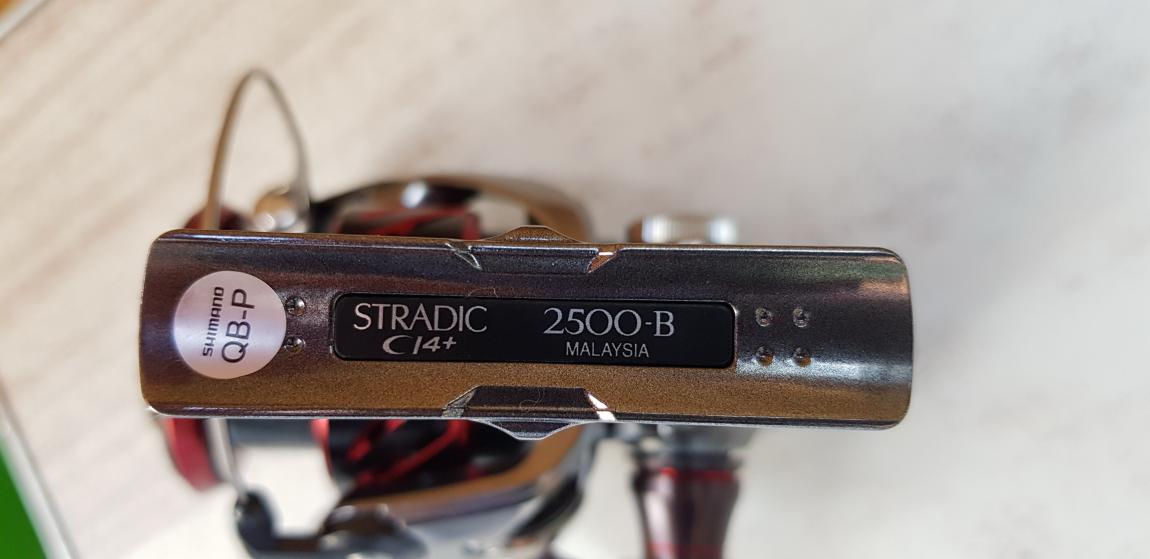 SHIMANO
QB-P
STRADIC
CI4+
2500-B
MALAYSIA